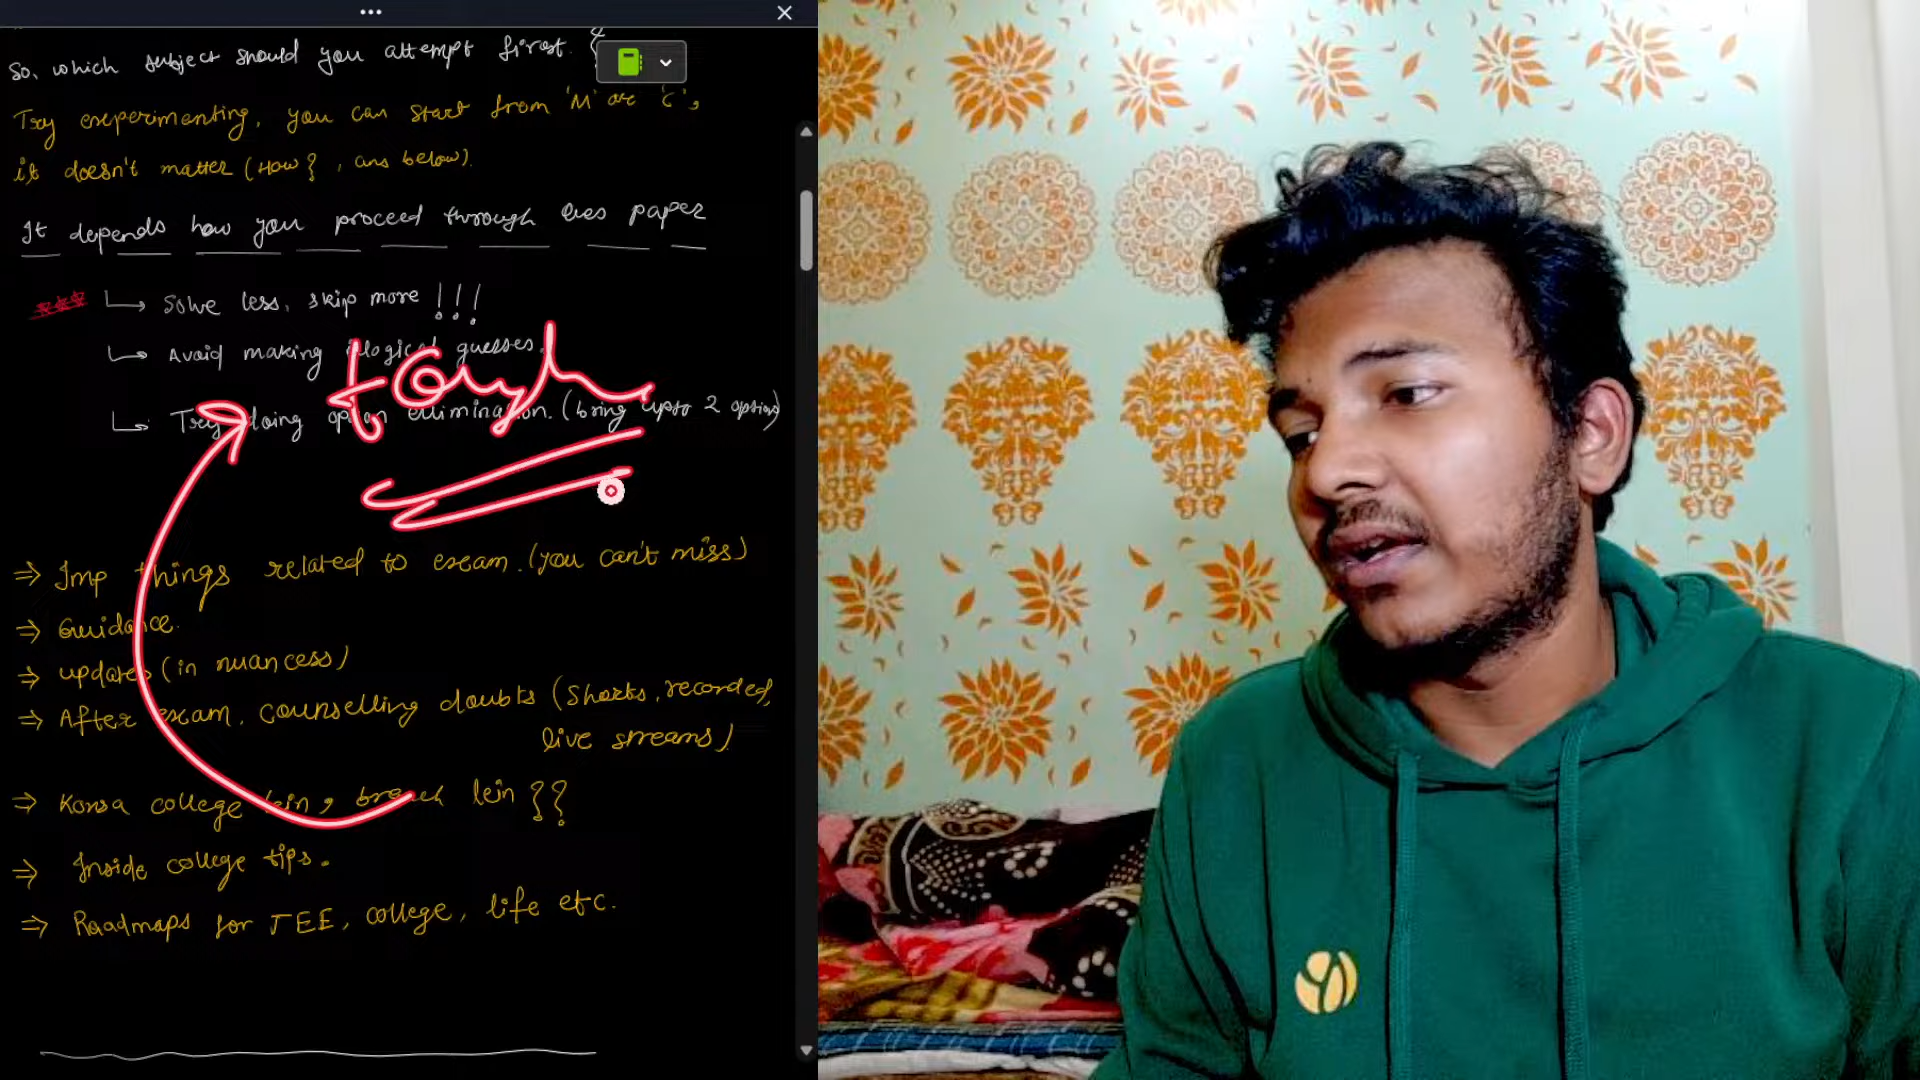 So, which subject should you attempt first. ?
Try experimenting, you can start from 'M' or 'C',
it doesn't matter (How ?, ans below).
It depends how you proceed through the paper
*** Solve less, skip more !!!
Avoid making illogical guesses.
tough
Try doing option elimination. (bring upto 2 option)
⇒ Imp things related to exam. (you can't miss)
⇒ Guidance.
⇒ updates (in nuancess)
⇒ After exam, counselling doubts (Shorts, recorded,
live streams)
⇒ Konsa college lein, branch lein ??
⇒ Inside college tips.
⇒ Roadmaps for JEE, college, life etc.